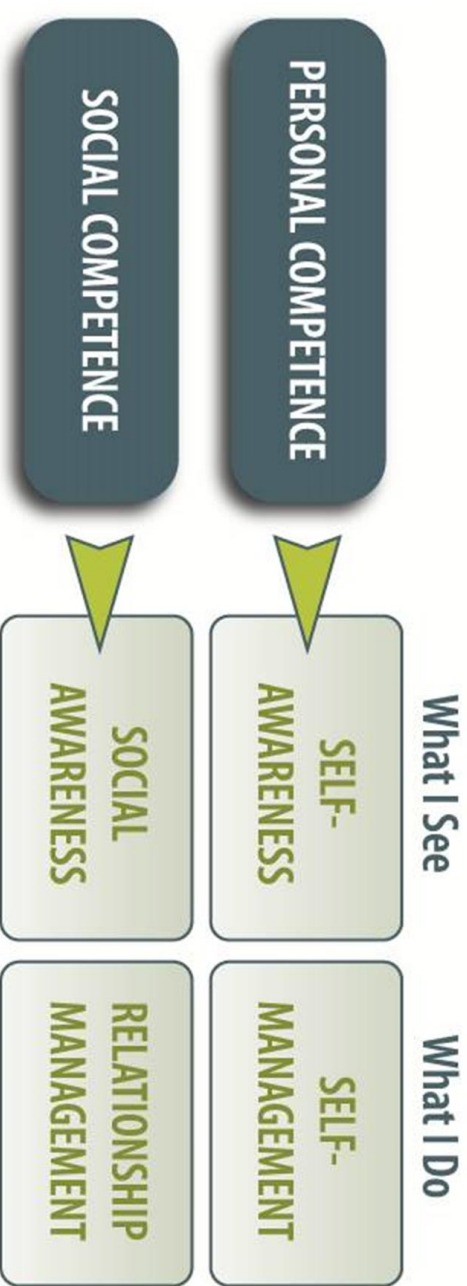 What I See
What I Do
PERSONAL COMPETENCE
SELF-
AWARENESS
SELF-
MANAGEMENT
SOCIAL COMPETENCE
SOCIAL
AWARENESS
RELATIONSHIP
MANAGEMENT